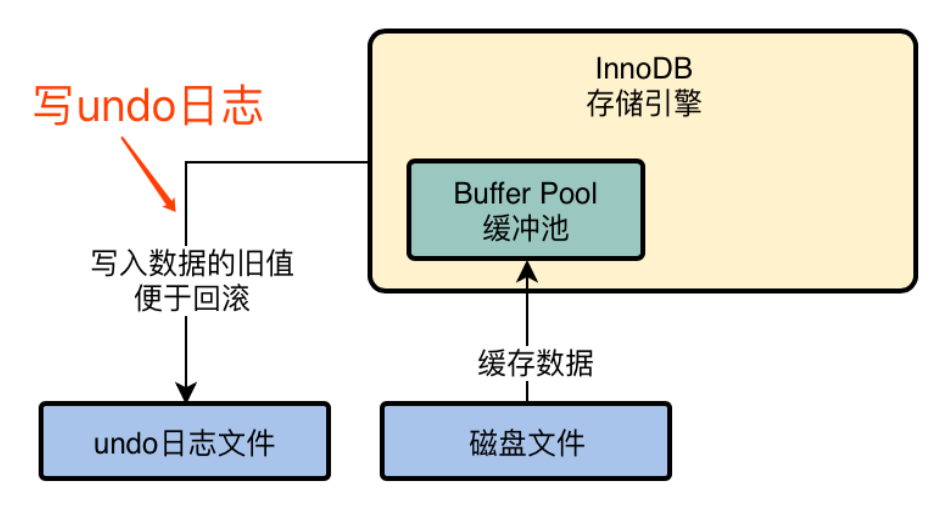 InnoDB
存储引擎
写undo日志
Buffer Pool
缓冲池
写入数据的旧值
便于回滚
缓存数据
undo日志文件
磁盘文件